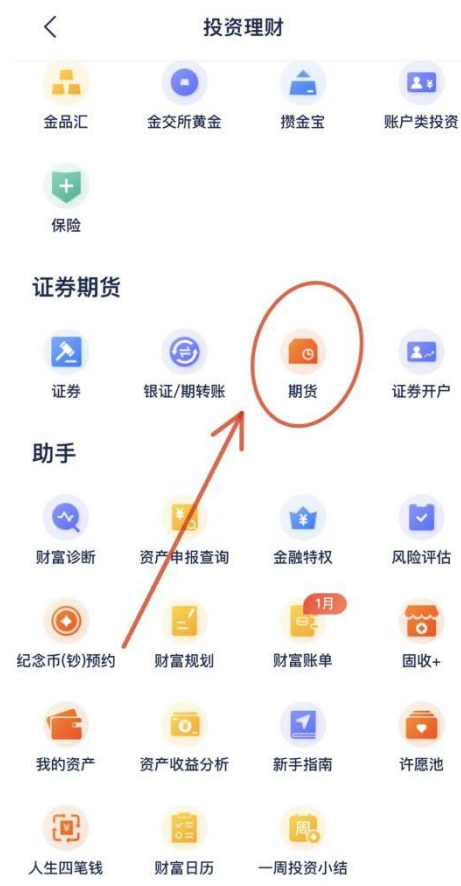 投资理财
金品汇 金交所黄金 攒金宝 账户类投资
保险
证券期货
证券 银证/期转账 期货 证券开户
助手
财富诊断 资产申报查询 金融特权 风险评估
1月
纪念币(钞)预约 财富规划 财富账单 固收+
我的资产 资产收益分析 新手指南 许愿池
周
人生四笔钱 财富日历 一周投资小结